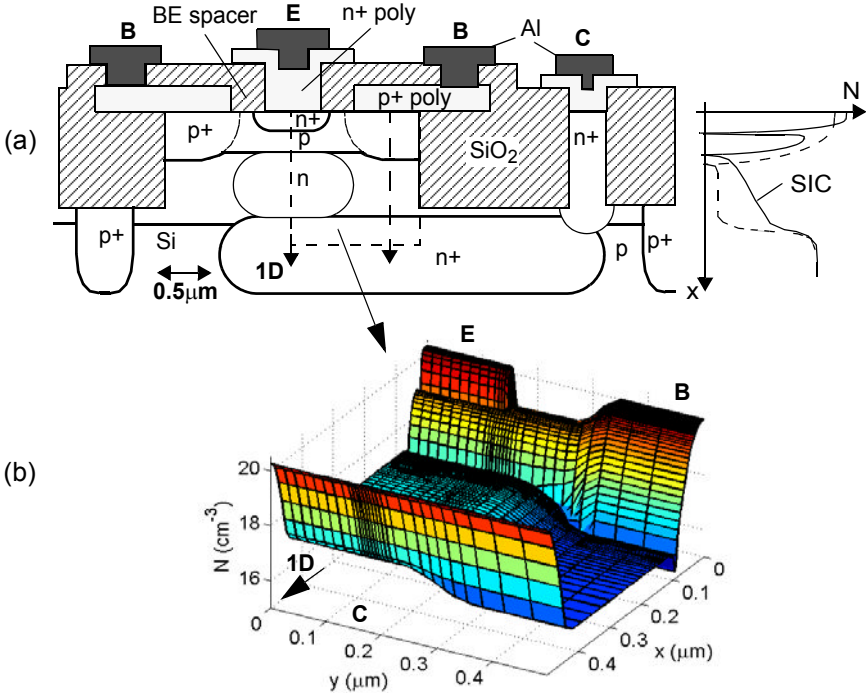 BE spacer
E
n+ poly
B
B
Al
C
N
p+ poly
(a)
p+
n+
p
n+
SiO2
n
SIC
p+
Si
1D
n+
p
p+
0.5μm
x
E
B
(b)
N (cm-3)
20
18
16
1D
C
0
0.1
0.2
0.3
0.4
y (μm)
0
0.1
0.2
0.3
0.4
x (μm)